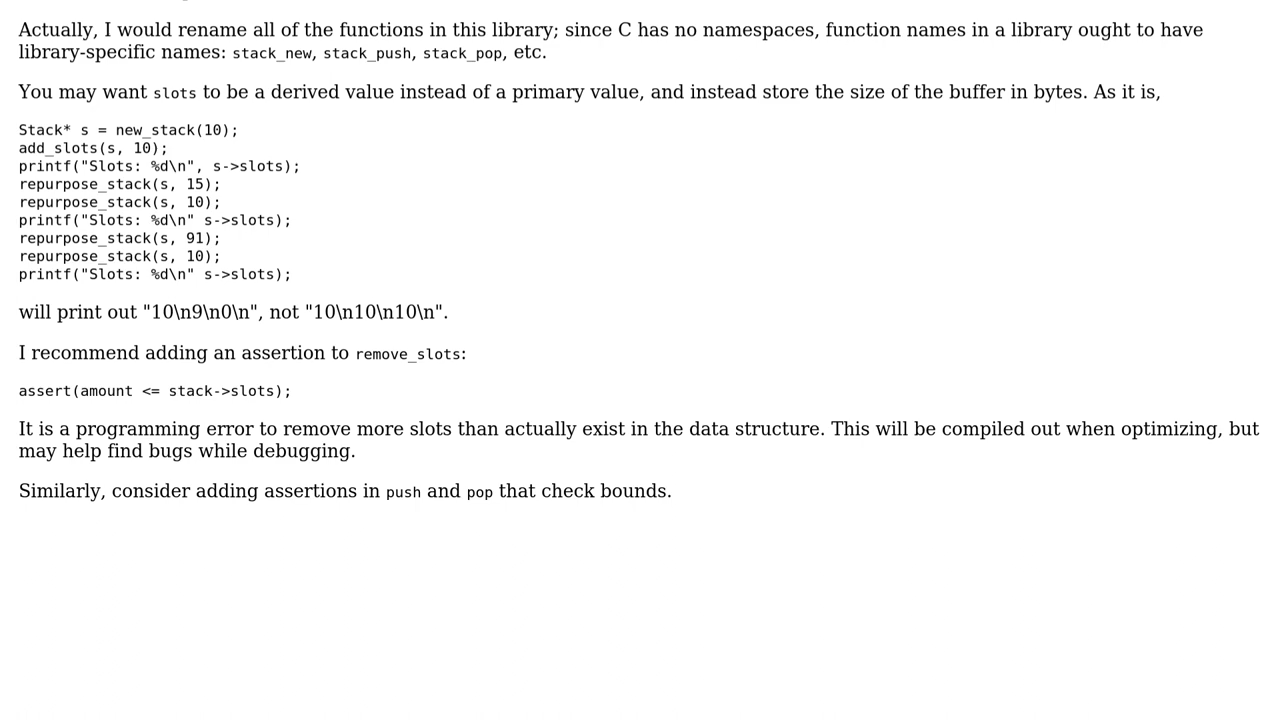 Actually, I would rename all of the functions in this library; since C has no namespaces, function names in a library ought to have
library-specific names: stack_new, stack_push, stack_pop, etc.
You may want slots to be a derived value instead of a primary value, and instead store the size of the buffer in bytes. As it is,
Stack* s = new_stack(10);
add_slots(s, 10);
printf("Slots: %d\n", s->slots);
repurpose_stack(s, 15);
repurpose_stack(s, 10);
printf("Slots: %d\n" s->slots);
repurpose_stack(s, 91);
repurpose_stack(s, 10);
printf("Slots: %d\n" s->slots);
will print out "10\n9\n0\n", not "10\n10\n10\n".
I recommend adding an assertion to remove_slots:
assert(amount <= stack->slots);
It is a programming error to remove more slots than actually exist in the data structure. This will be compiled out when optimizing, but
may help find bugs while debugging.
Similarly, consider adding assertions in push and pop that check bounds.